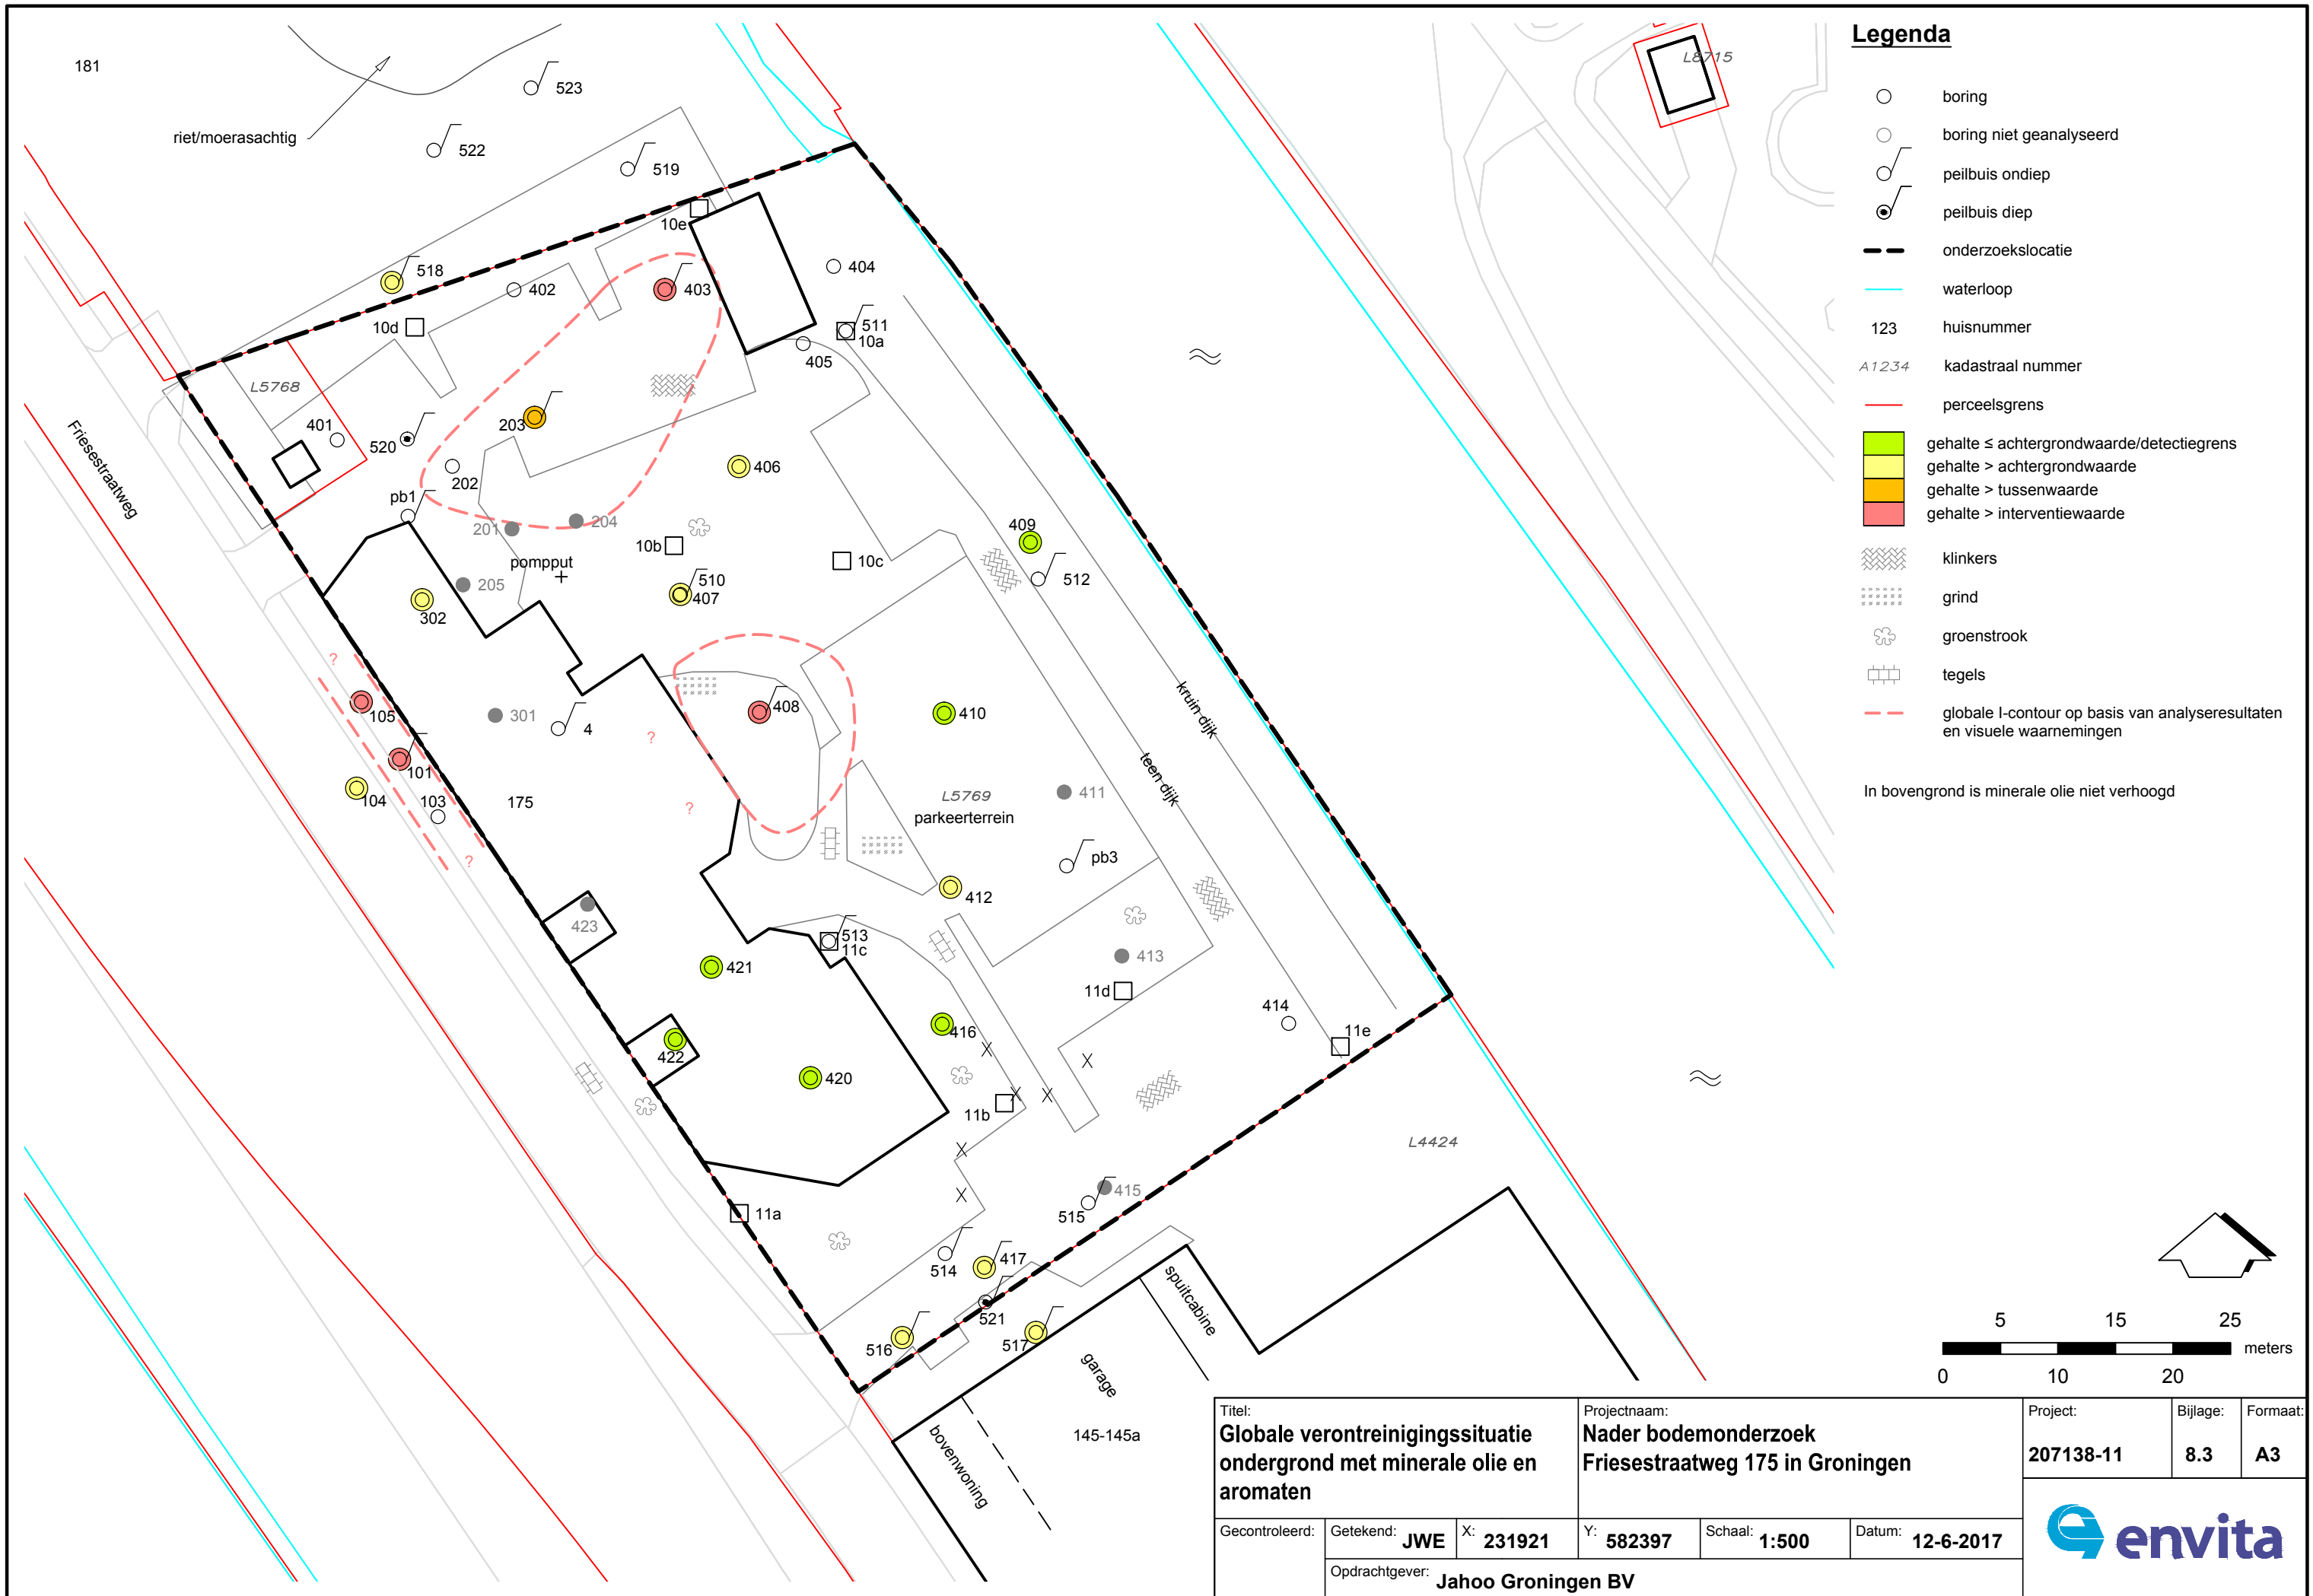 181
riet/moerasachtig
523
522
519
10e
518
402
403
404
10d
511
10a
405
L5768
401
520
203
202
406
pb1
201
204
10b
10c
409
512
pompput
205
510
407
302
Friesestraatweg
105
301
4
408
410
101
104
103
175
?
?
?
?
kruin dijk
teen dijk
L5769
parkeerterrein
411
pb3
412
423
513
11c
421
413
11d
414
11e
416
422
420
11b
X
X
X
X
X
X
L4424
11a
415
515
514
417
521
516
517
spuitcabine
garage
bovenwoning
145-145a
L8715
Legenda
boring
boring niet geanalyseerd
peilbuis ondiep
peilbuis diep
onderzoekslocatie
waterloop
123 huisnummer
A1234 kadastraal nummer
perceelsgrens
gehalte ≤ achtergrondwaarde/detectiegrens
gehalte > achtergrondwaarde
gehalte > tussenwaarde
gehalte > interventiewaarde
klinkers
grind
groenstrook
tegels
globale I-contour op basis van analyseresultaten
en visuele waarnemingen
In bovengrond is minerale olie niet verhoogd
5 15 25
meters
0 10 20
Titel:
Globale verontreinigingssituatie
ondergrond met minerale olie en
aromaten
Projectnaam:
Nader bodemonderzoek
Friesestraatweg 175 in Groningen
Project:
207138-11
Bijlage:
8.3
Formaat:
A3
Gecontroleerd:
Getekend: JWE
X: 231921
Y: 582397
Schaal: 1:500
Datum: 12-6-2017
Opdrachtgever: Jahoo Groningen BV
envita